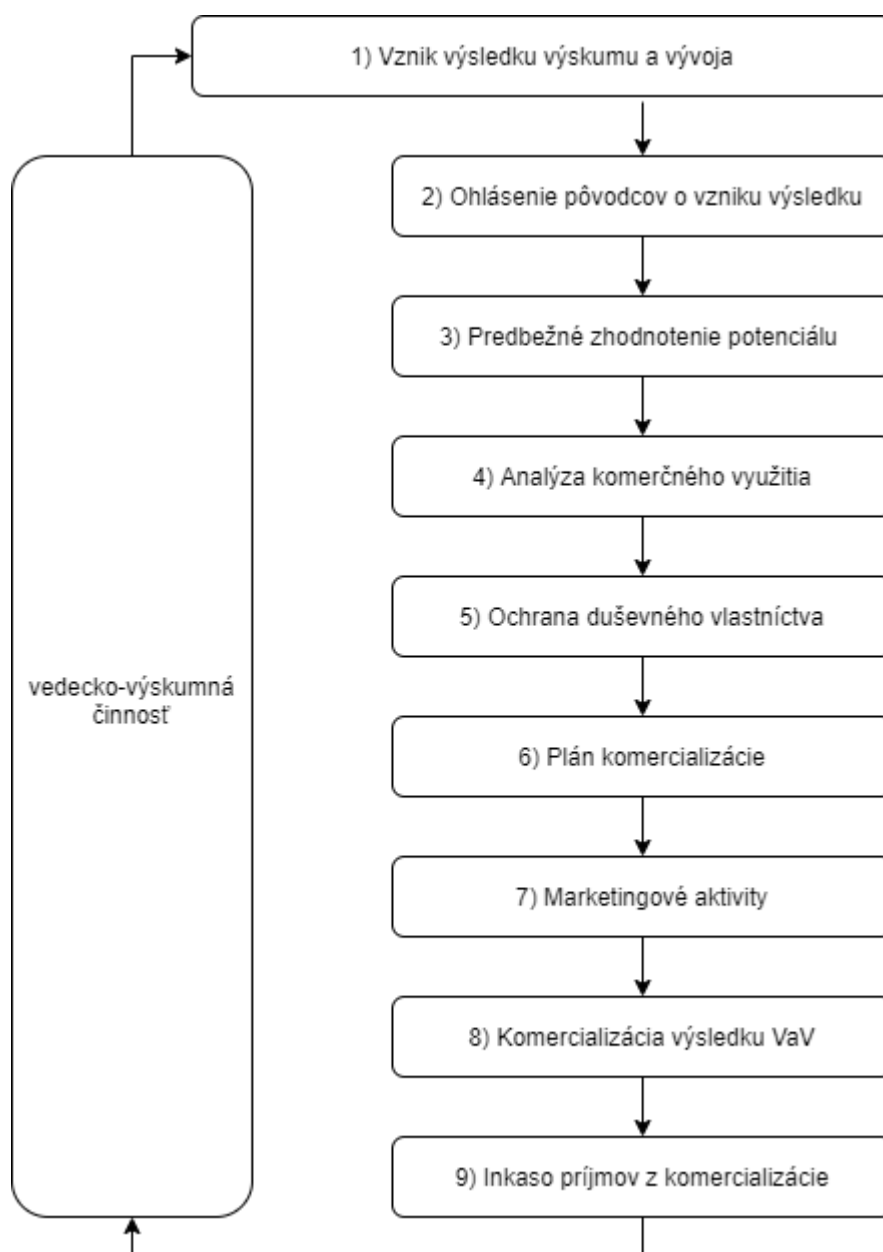 1) Vznik výsledku výskumu a vývoja
2) Ohlásenie pôvodcov o vzniku výsledku
3) Predbežné zhodnotenie potenciálu
4) Analýza komerčného využitia
5) Ochrana duševného vlastníctva
vedecko-výskumná
činnosť
6) Plán komercializácie
7) Marketingové aktivity
8) Komercializácia výsledku VaV
9) Inkaso príjmov z komercializácie